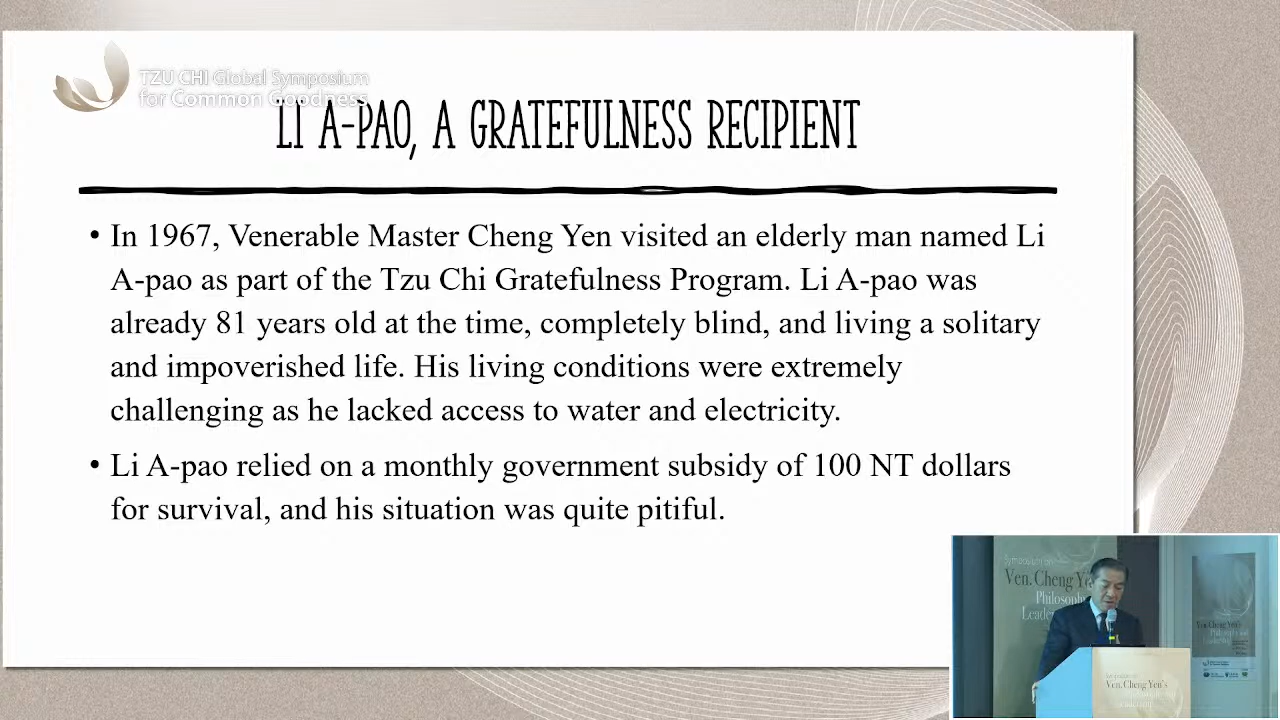 TZU CHI Global Symposium
for Common Goodness
LI A-PAO, A GRATEFULNESS RECIPIENT
• In 1967, Venerable Master Cheng Yen visited an elderly man named Li
A-pao as part of the Tzu Chi Gratefulness Program. Li A-pao was
already 81 years old at the time, completely blind, and living a solitary
and impoverished life. His living conditions were extremely
challenging as he lacked access to water and electricity.
• Li A-pao relied on a monthly government subsidy of 100 NT dollars
for survival, and his situation was quite pitiful.
Symposium on
Ven. Cheng
Philosophy
Ven. Cheng Yen's